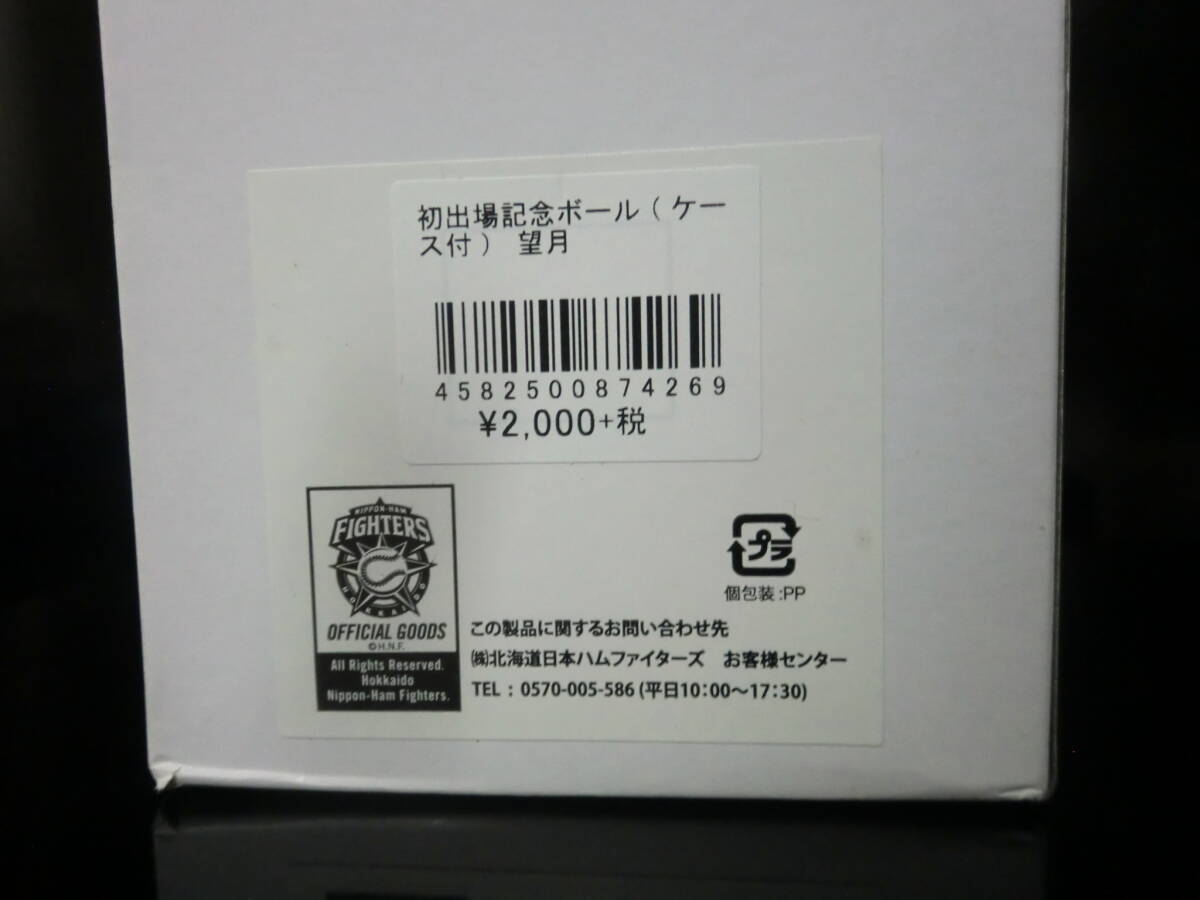 初出場記念ボール(ケー
ス付) 望月
4582500874269
¥2,000+税
NIPPON-HAM
FIGHTERS
HOKKAIDO
OFFICIAL GOODS
©H.N.F.
All Rights Reserved.
Hokkaido
Nippon-Ham Fighters.
プラ
個包装:PP
この製品に関するお問い合わせ先
㈱北海道日本ハムファイターズ お客様センター
TEL : 0570-005-586 (平日10:00~17:30)